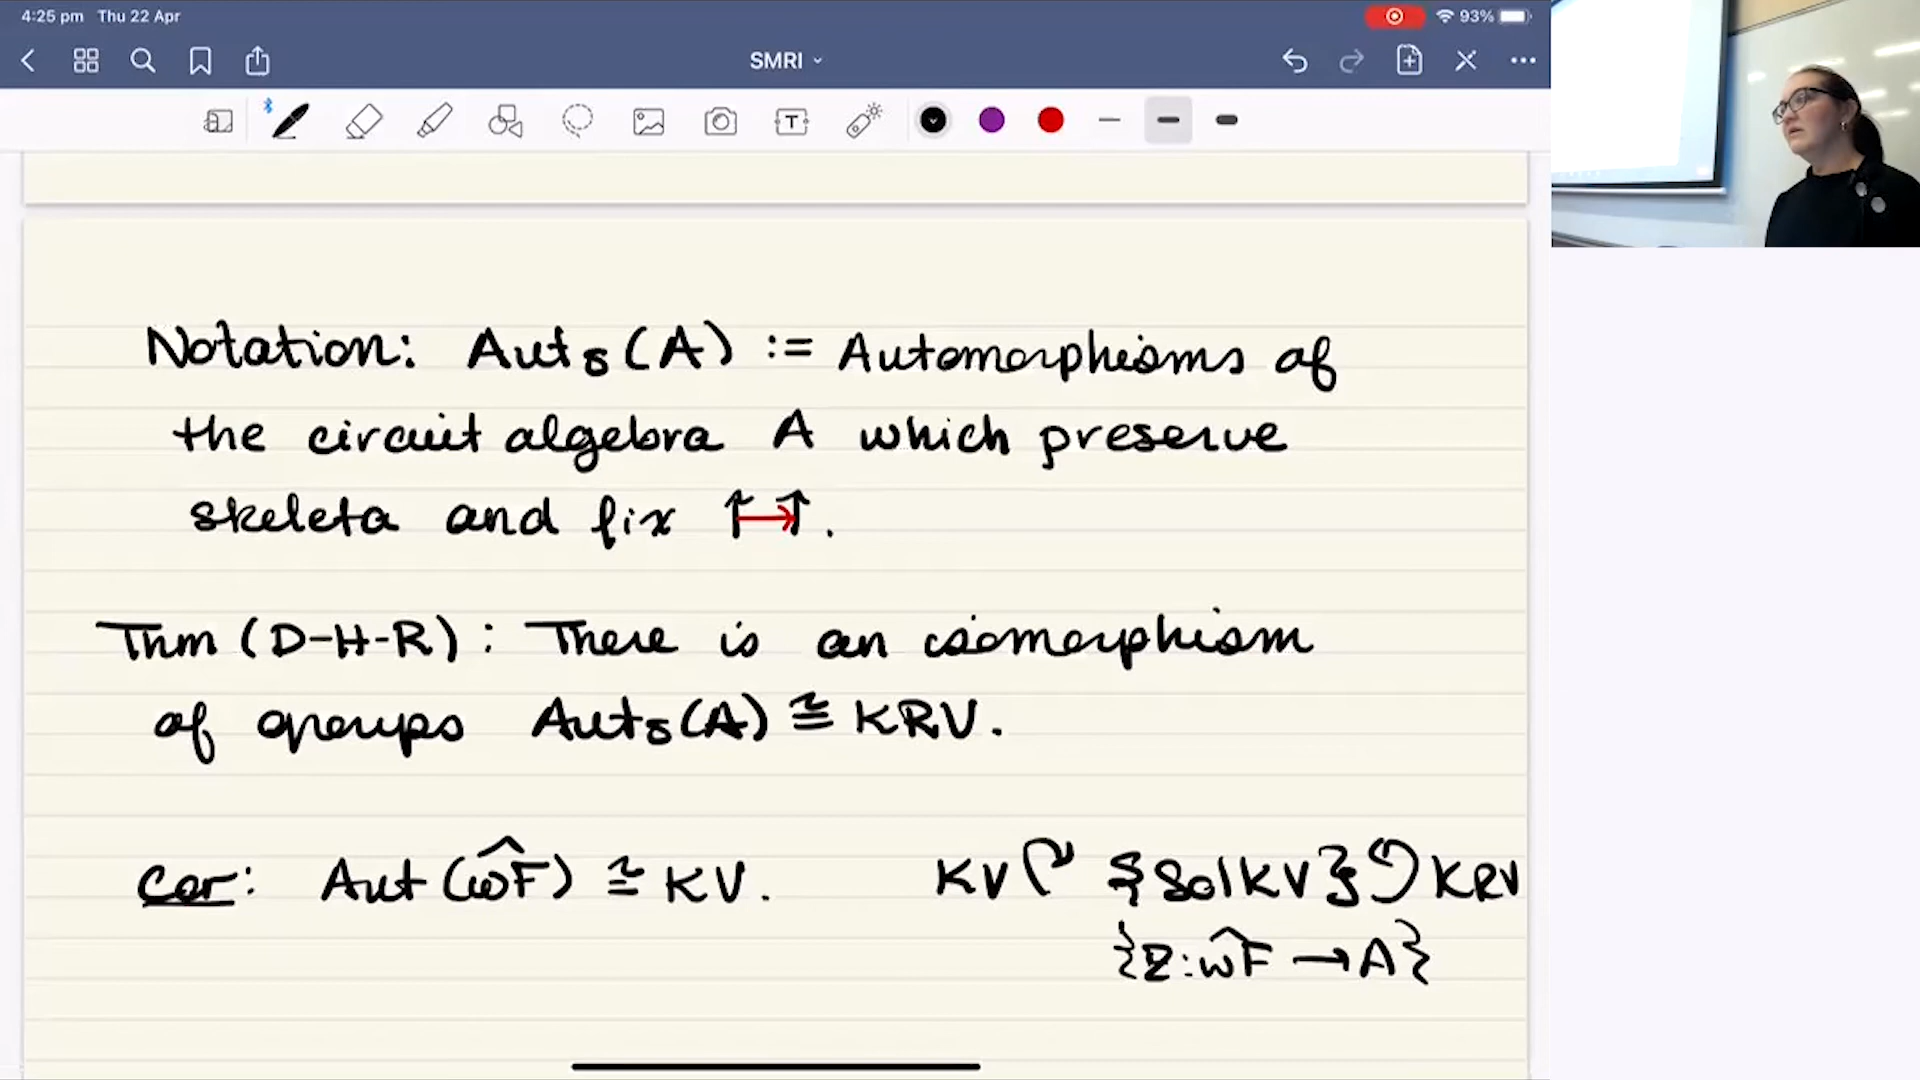 4:25 pm Thu 22 Apr
93%
SMRI
T
Notation: Autₛ(A) := Automorphisms of
the circuit algebra A which preserve
skeleta and fix ↑→↑.
Thm (D-H-R): There is an isomorphism
of groups Autₛ(A) ≅ KRV.
Cor: Aut(ŵF) ≅ KV.
KV ↷ {SolKV} ↶ KRV
{Z: ŵF → A}